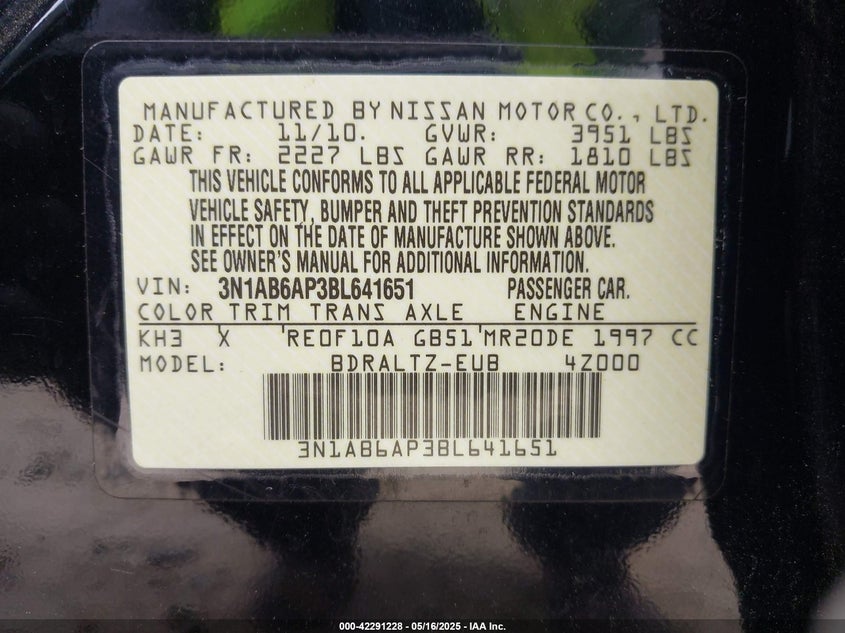 MANUFACTURED BY NISSAN MOTOR CO., LTD.
DATE: 11/10. GVWR: 3951 LBS
GAWR FR: 2227 LBS GAWR RR: 1810 LBS
THIS VEHICLE CONFORMS TO ALL APPLICABLE FEDERAL MOTOR
VEHICLE SAFETY, BUMPER AND THEFT PREVENTION STANDARDS
IN EFFECT ON THE DATE OF MANUFACTURE SHOWN ABOVE.
SEE OWNER'S MANUAL FOR ADDITIONAL INFORMATION.
VIN: 3N1AB6AP3BL641651 PASSENGER CAR.
COLOR TRIM TRANS AXLE ENGINE
KH3 'X 'RE0F10A GB51'MR20DE 1997 CC
MODEL: BDRALTZ-EUB 4Z000
3N1AB6AP3BL641651
000-42291228 - 05/16/2025 - IAA Inc.